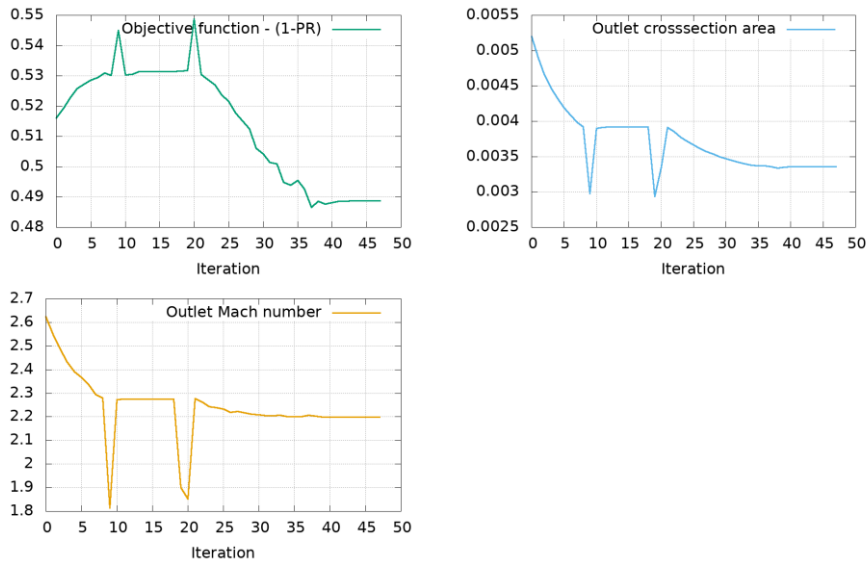 Objective function - (1-PR)
0.55
0.54
0.53
0.52
0.51
0.5
0.49
0.48
0 5 10 15 20 25 30 35 40 45 50
Iteration
Outlet crosssection area
0.0055
0.005
0.0045
0.004
0.0035
0.003
0.0025
0 5 10 15 20 25 30 35 40 45 50
Iteration
Outlet Mach number
2.7
2.6
2.5
2.4
2.3
2.2
2.1
2
1.9
1.8
0 5 10 15 20 25 30 35 40 45 50
Iteration